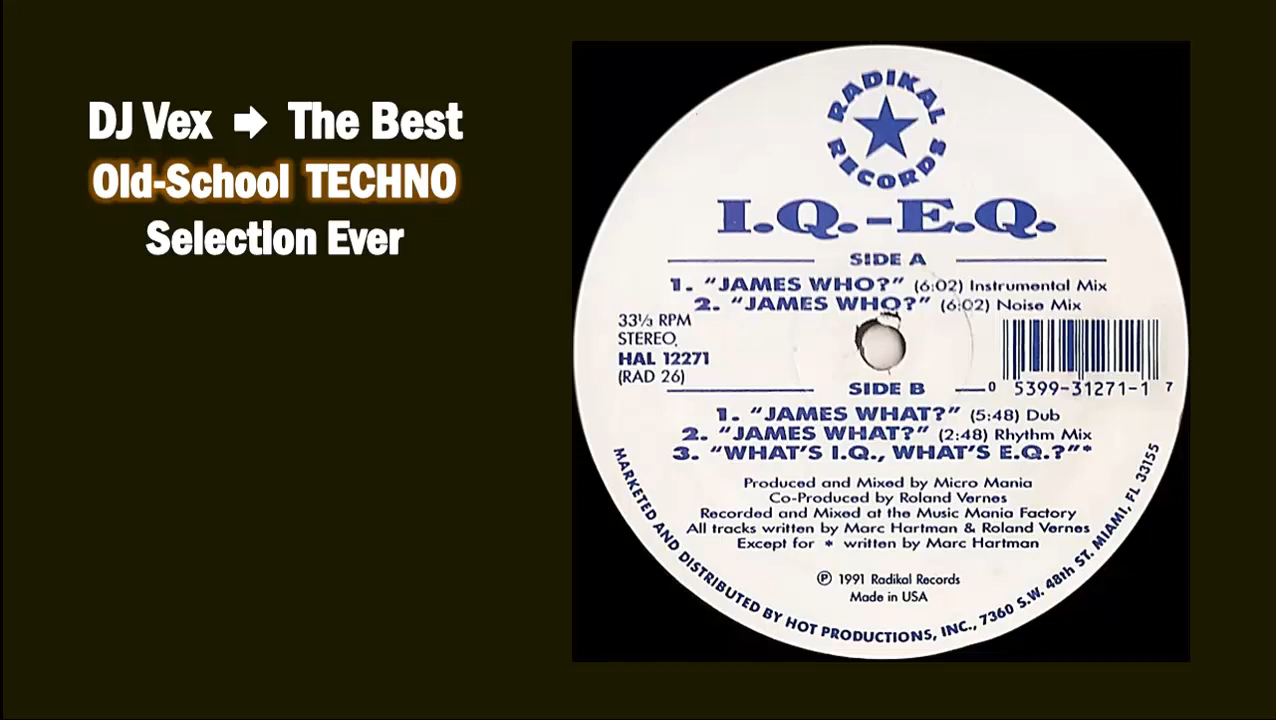 DJ Vex ➡ The Best
Old-School TECHNO
Selection Ever
RADIKAL
RECORDS
I.Q.-E.Q.
SIDE A
1. "JAMES WHO?" (6:02) Instrumental Mix
2. "JAMES WHO?" (6:02) Noise Mix
33⅓ RPM
STEREO,
HAL 12271
(RAD 26)
0 5399-31271-1 7
SIDE B
1. "JAMES WHAT?" (5:48) Dub
2. "JAMES WHAT?" (2:48) Rhythm Mix
3. "WHAT'S I.Q., WHAT'S E.Q.?"*
Produced and Mixed by Micro Mania
Co-Produced by Roland Vernes
Recorded and Mixed at the Music Mania Factory
All tracks written by Marc Hartman & Roland Vernes
Except for * written by Marc Hartman
Ⓟ 1991 Radikal Records
Made in USA
MARKETED AND DISTRIBUTED BY HOT PRODUCTIONS, INC., 7360 S.W. 48th ST. MIAMI, FL 33155